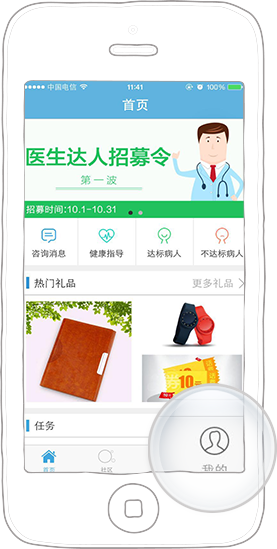 中国电信 11:41 41%
首页
医生达人招募令
第一波
招募时间:10.1-10.31
咨询消息 健康指导 达标病人 不达标病人
热门礼品 更多礼品
10
任务
首页 社区 我的